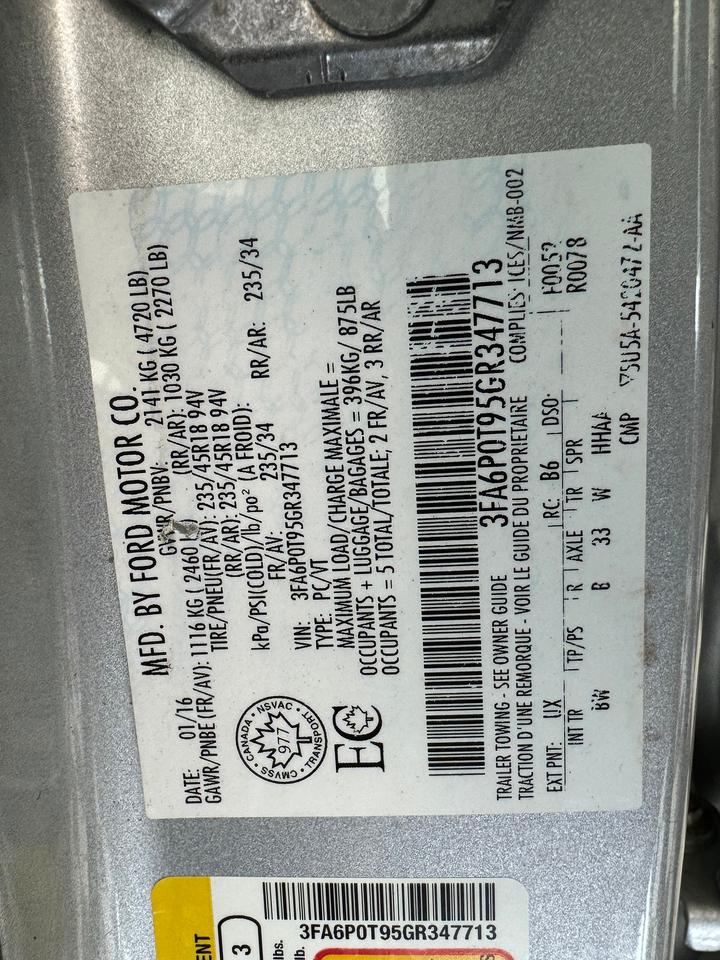 MFD. BY FORD MOTOR CO.
DATE: 01/16 GVWR/PNBV: 2141 KG ( 4720 LB)
GAWR/PNBE (FR/AV): 1116 KG ( 2460 (RR/AR): 1030 KG ( 2270 LB)
TIRE/PNEU(FR/AV): 235/45R18 94V
(RR/AR): 235/45R18 94V
kPa/PSI(COLD)/lb/po² (A FROID):
FR/AV: 235/34 RR/AR: 235/34
VIN: 3FA6P0T95GR347713
TYPE: PC/VT
MAXIMUM LOAD/CHARGE MAXIMALE =
OCCUPANTS + LUGGAGE/BAGAGES = 396KG/ 875LB
OCCUPANTS = 5 TOTAL/TOTALE; 2 FR/AV, 3 RR/AR
CANADA • NSVAC • TRANSPORT • CMVSS
977
EC
3FA6P0T95GR347713
TRAILER TOWING - SEE OWNER GUIDE COMPLIES ICES/NMB-002
TRACTION D'UNE REMORQUE - VOIR LE GUIDE DU PROPRIETAIRE
EXT PNT: UX RC: B6 DSO: F0052
INT TR TP/PS R AXLE TR SPR R0078
BW 33 W HHAA
CMP
3FA6P0T95GR347713
3
lbs.
lb.